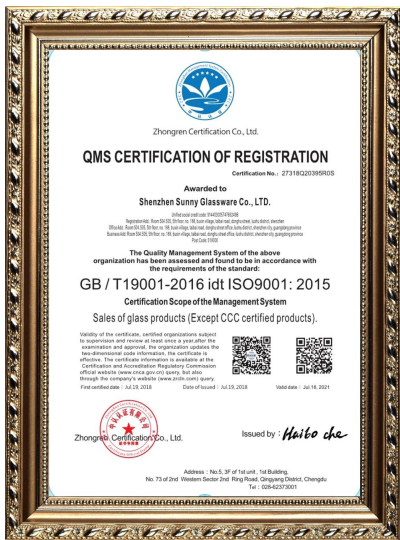 Zhongren Certification Co., Ltd.
QMS CERTIFICATION OF REGISTRATION
Certification No.: 27318Q20395R0S
Awarded to
Shenzhen Sunny Glassware Co., LTD.
Unified social credit code:
The Quality Management System of the above
organization has been assessed and found to be in accordance with
the requirements of the standard:
GB / T19001-2016 idt ISO9001: 2015
Certification Scope of the Management System
Sales of glass products (Except CCC certified products).
Validity of the certificate, certified organizations subject
to supervision and review at least once a year.after the
examination and approval, the organization updates the
two-dimensional code information, the certificate is
effective. The certificate information is available at the
Certification and Accreditation Regulatory Commission
official website (www.cnca.gov.cn) query, but also
through the company's website (www.zrcln.com) query.
First certified date : Jul 19, 2018
Date of Issued : Jul.19, 2018
Valid date : Jul.18, 2021
Zhongren Certification Co., Ltd.
Issued by : Haibo che
Address : No.5, 3F of 1st unit , 1st Building,
No. 73 of 2nd Western Sector 2nd Ring Road, Qingyang District, Chengdu
Tel : 028-62373001